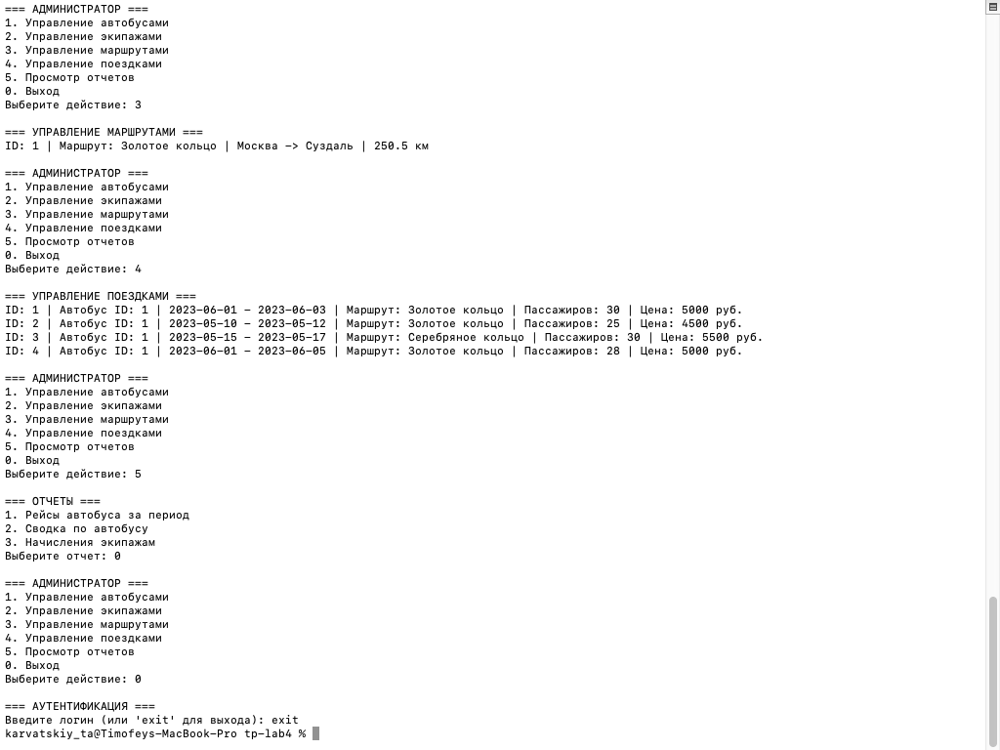 === АДМИНИСТРАТОР ===
1. Управление автобусами
2. Управление экипажами
3. Управление маршрутами
4. Управление поездками
5. Просмотр отчетов
0. Выход
Выберите действие: 3
=== УПРАВЛЕНИЕ МАРШРУТАМИ ===
ID: 1 | Маршрут: Золотое кольцо | Москва -> Суздаль | 250.5 км
=== АДМИНИСТРАТОР ===
1. Управление автобусами
2. Управление экипажами
3. Управление маршрутами
4. Управление поездками
5. Просмотр отчетов
0. Выход
Выберите действие: 4
=== УПРАВЛЕНИЕ ПОЕЗДКАМИ ===
ID: 1 | Автобус ID: 1 | 2023-06-01 - 2023-06-03 | Маршрут: Золотое кольцо | Пассажиров: 30 | Цена: 5000 руб.
ID: 2 | Автобус ID: 1 | 2023-05-10 - 2023-05-12 | Маршрут: Золотое кольцо | Пассажиров: 25 | Цена: 4500 руб.
ID: 3 | Автобус ID: 1 | 2023-05-15 - 2023-05-17 | Маршрут: Серебряное кольцо | Пассажиров: 30 | Цена: 5500 руб.
ID: 4 | Автобус ID: 1 | 2023-06-01 - 2023-06-05 | Маршрут: Золотое кольцо | Пассажиров: 28 | Цена: 5000 руб.
=== АДМИНИСТРАТОР ===
1. Управление автобусами
2. Управление экипажами
3. Управление маршрутами
4. Управление поездками
5. Просмотр отчетов
0. Выход
Выберите действие: 5
=== ОТЧЕТЫ ===
1. Рейсы автобуса за период
2. Сводка по автобусу
3. Начисления экипажам
Выберите отчет: 0
=== АДМИНИСТРАТОР ===
1. Управление автобусами
2. Управление экипажами
3. Управление маршрутами
4. Управление поездками
5. Просмотр отчетов
0. Выход
Выберите действие: 0
=== АУТЕНТИФИКАЦИЯ ===
Введите логин (или 'exit' для выхода): exit
karvatskiy_ta@Timofeys-MacBook-Pro tp-lab4 %